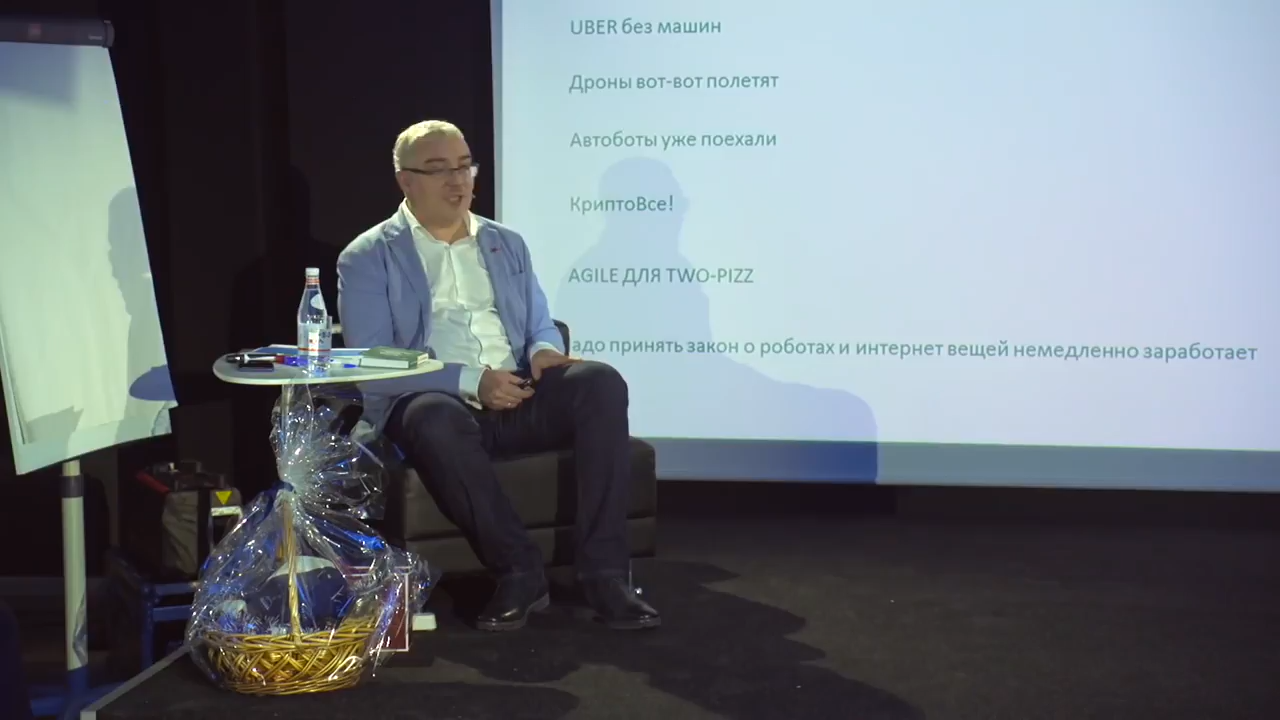 UBER без машин
Дроны вот-вот полетят
Автоботы уже поехали
КриптоВсе!
AGILE ДЛЯ TWO-PIZZ
адо принять закон о роботах и интернет вещей немедленно заработает